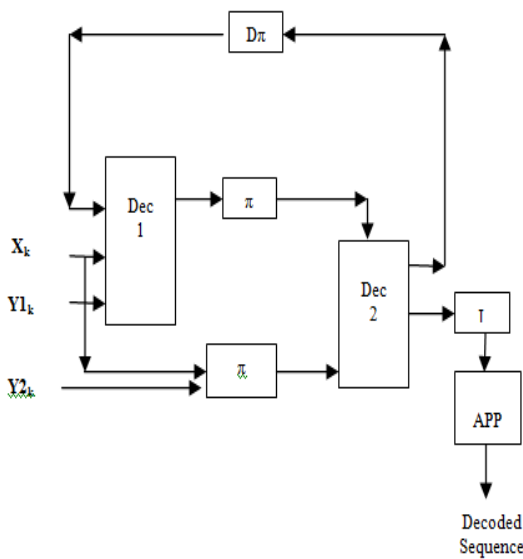 Dπ
Dec
1
π
Xk
Y1k
Dec
2
π
Y2k
APP
Decoded
Sequence